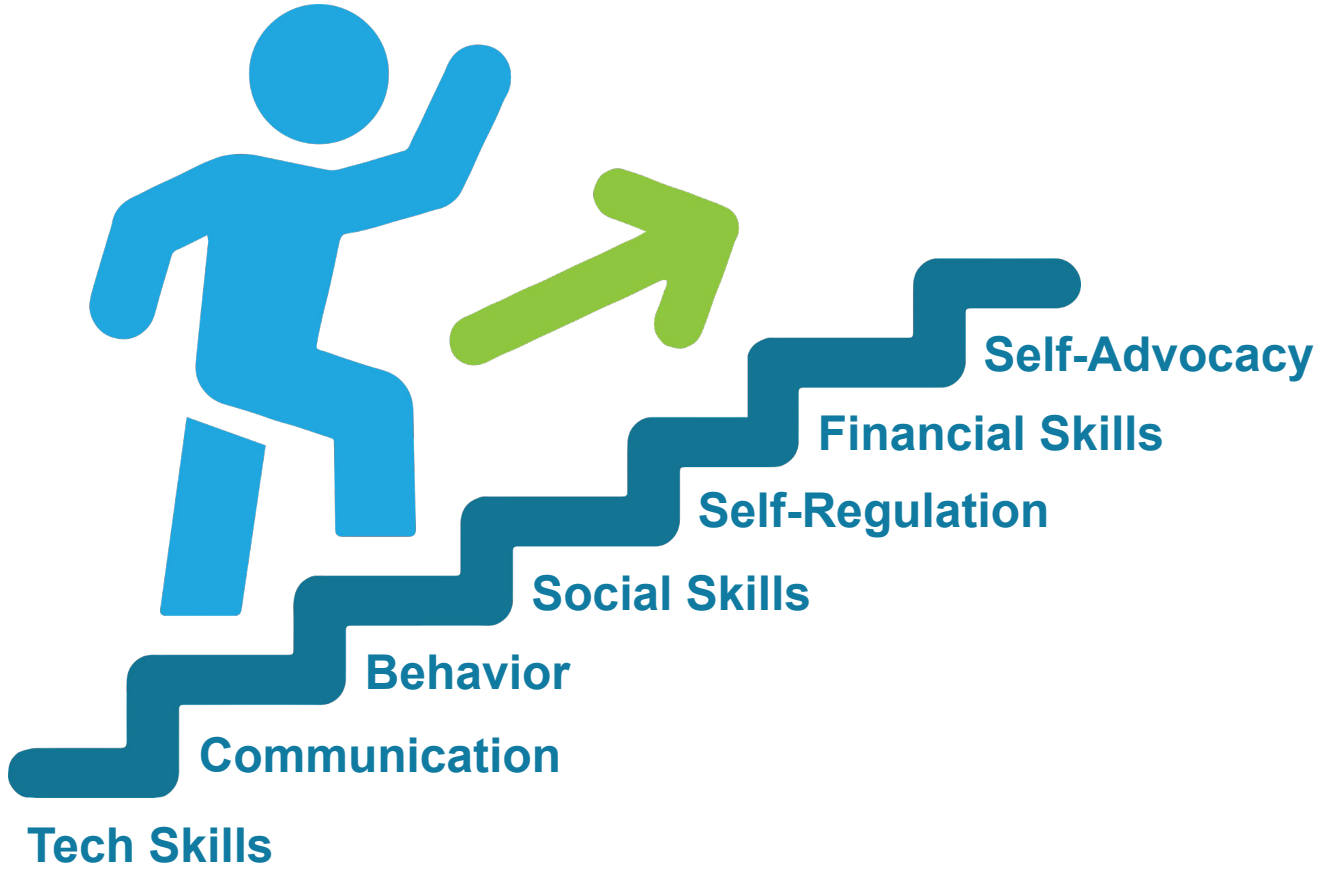 Self-Advocacy
Financial Skills
Self-Regulation
Social Skills
Behavior
Communication
Tech Skills